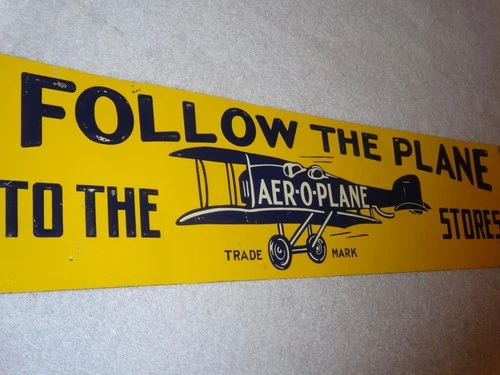 FOLLOW THE PLANE
TO THE AER-O-PLANE STORES
TRADE MARK